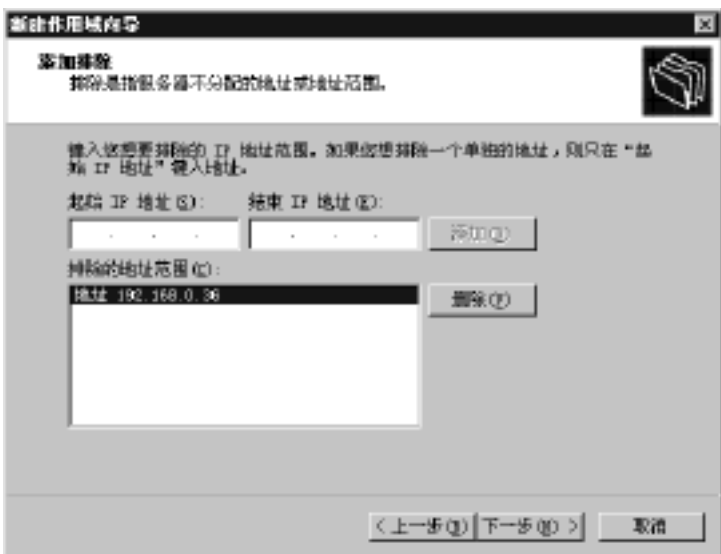 新建作用域向导
添加排除
排除是指服务器不分配的地址或地址范围。
键入您想要排除的 IP 地址范围。如果您想排除一个单独的地址，则只在“起
始 IP 地址”键入地址。
起始 IP 地址(S): 结束 IP 地址(E):
添加(D)
排除的地址范围(C):
地址 192.168.0.36
删除(V)
< 上一步(B) 下一步(N) > 取消